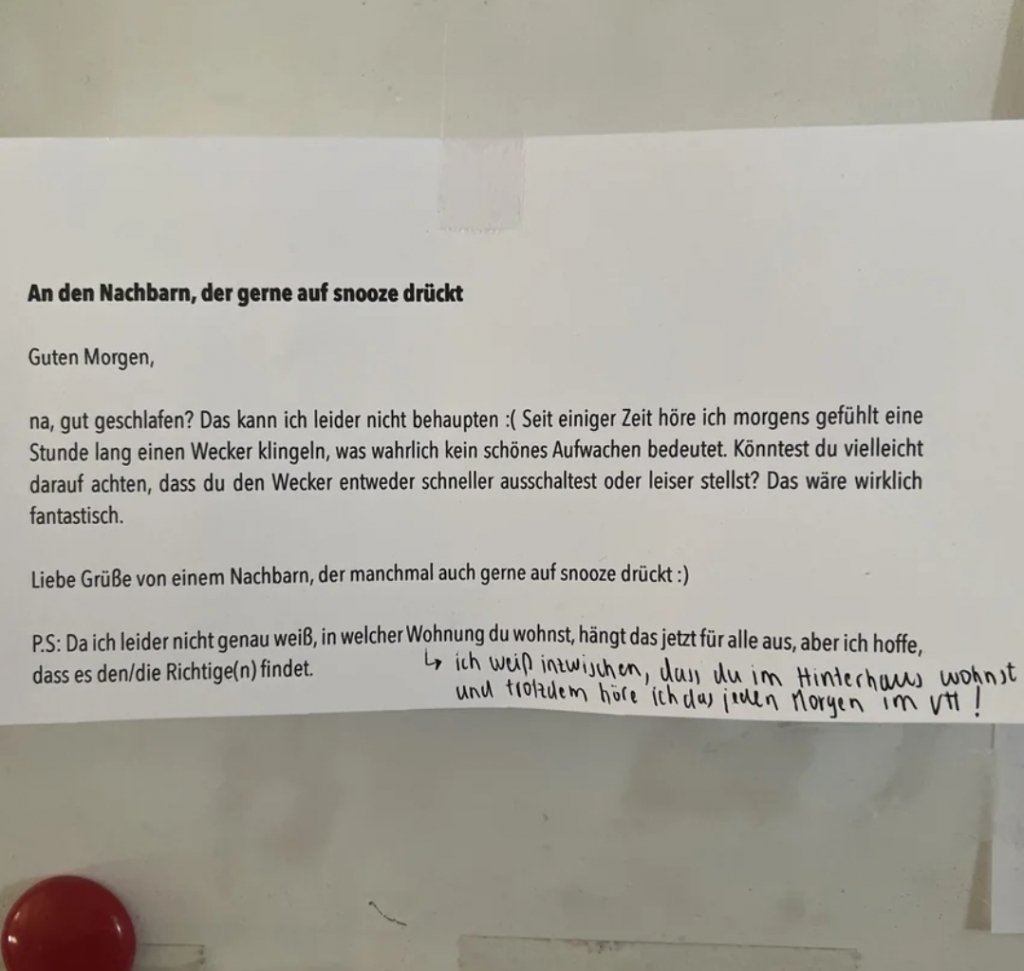 An den Nachbarn, der gerne auf snooze drückt
Guten Morgen,
na, gut geschlafen? Das kann ich leider nicht behaupten :( Seit einiger Zeit höre ich morgens gefühlt eine
Stunde lang einen Wecker klingeln, was wahrlich kein schönes Aufwachen bedeutet. Könntest du vielleicht
darauf achten, dass du den Wecker entweder schneller ausschaltest oder leiser stellst? Das wäre wirklich
fantastisch.
Liebe Grüße von einem Nachbarn, der manchmal auch gerne auf snooze drückt :)
P.S: Da ich leider nicht genau weiß, in welcher Wohnung du wohnst, hängt das jetzt für alle aus, aber ich hoffe,
dass es den/die Richtige(n) findet.
↳ ich weiß inzwischen, dass du im Hinterhaus wohnst
und trotzdem höre ich das jeden Morgen im VH!